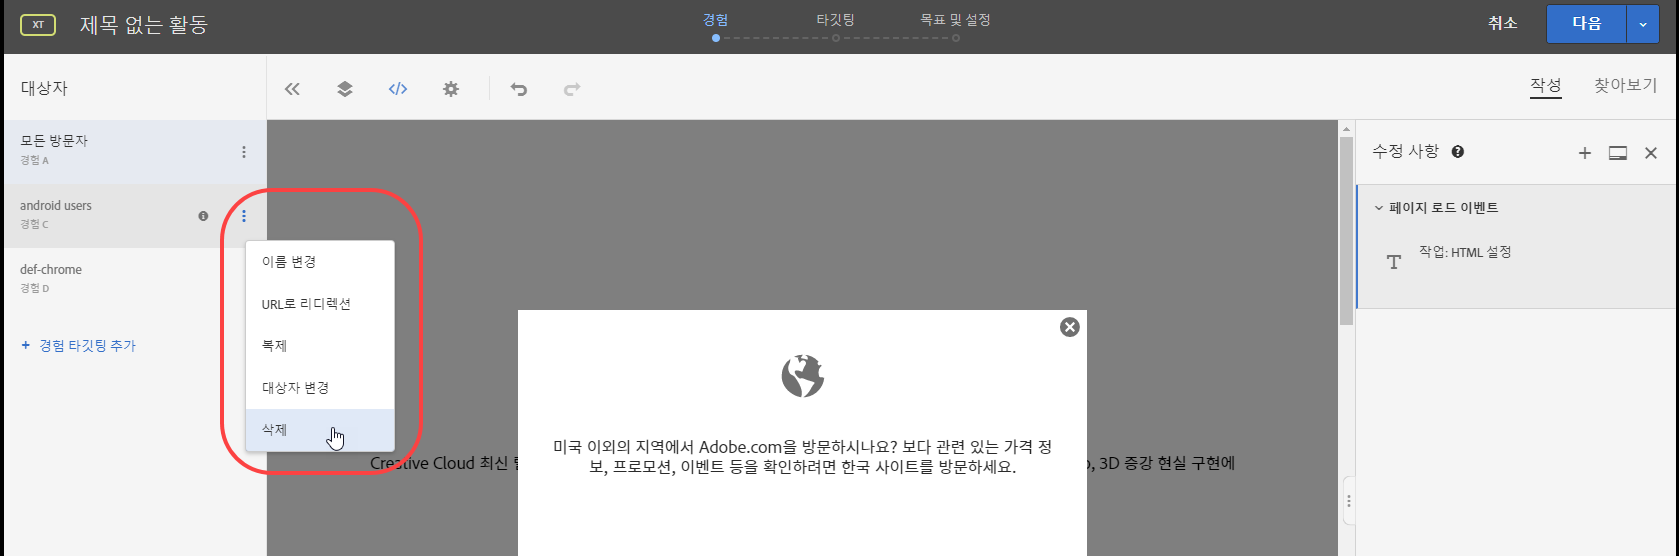 XT
제목 없는 활동
경험
타깃팅
목표 및 설정
취소
다음
대상자
작성
찾아보기
모든 방문자
경험 A
android users
경험 C
def-chrome
경험 D
+ 경험 타깃팅 추가
이름 변경
URL로 리디렉션
복제
대상자 변경
삭제
수정 사항
페이지 로드 이벤트
작업: HTML 설정
미국 이외의 지역에서 Adobe.com을 방문하시나요? 보다 관련 있는 가격 정
보, 프로모션, 이벤트 등을 확인하려면 한국 사이트를 방문하세요.
Creative Cloud 최신
, 3D 증강 현실 구현에